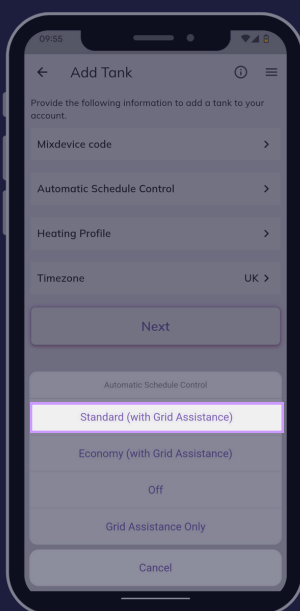 09:55
Add Tank
Provide the following information to add a tank to your
account.
Mixdevice code
Automatic Schedule Control
Heating Profile
Timezone UK
Next
Automatic Schedule Control
Standard (with Grid Assistance)
Economy (with Grid Assistance)
Off
Grid Assistance Only
Cancel